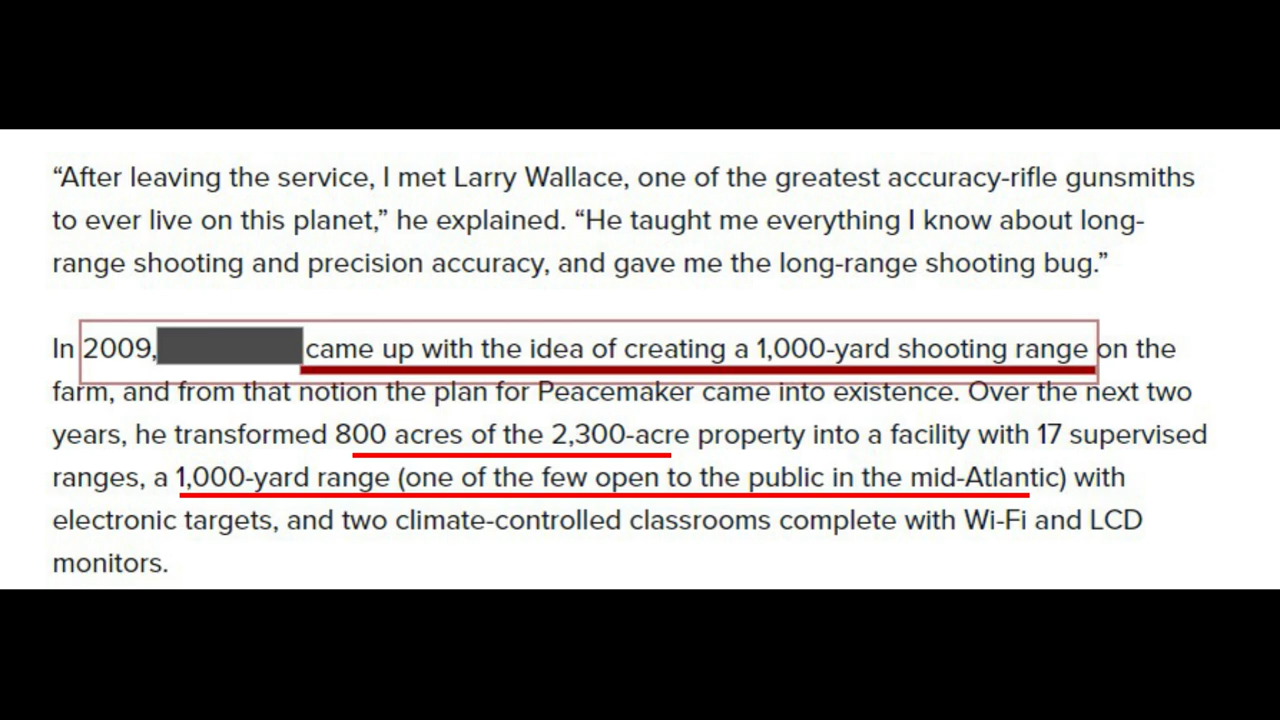 “After leaving the service, I met Larry Wallace, one of the greatest accuracy-rifle gunsmiths
to ever live on this planet,” he explained. “He taught me everything I know about long-
range shooting and precision accuracy, and gave me the long-range shooting bug.”
In 2009, came up with the idea of creating a 1,000-yard shooting range on the
farm, and from that notion the plan for Peacemaker came into existence. Over the next two
years, he transformed 800 acres of the 2,300-acre property into a facility with 17 supervised
ranges, a 1,000-yard range (one of the few open to the public in the mid-Atlantic) with
electronic targets, and two climate-controlled classrooms complete with Wi-Fi and LCD
monitors.